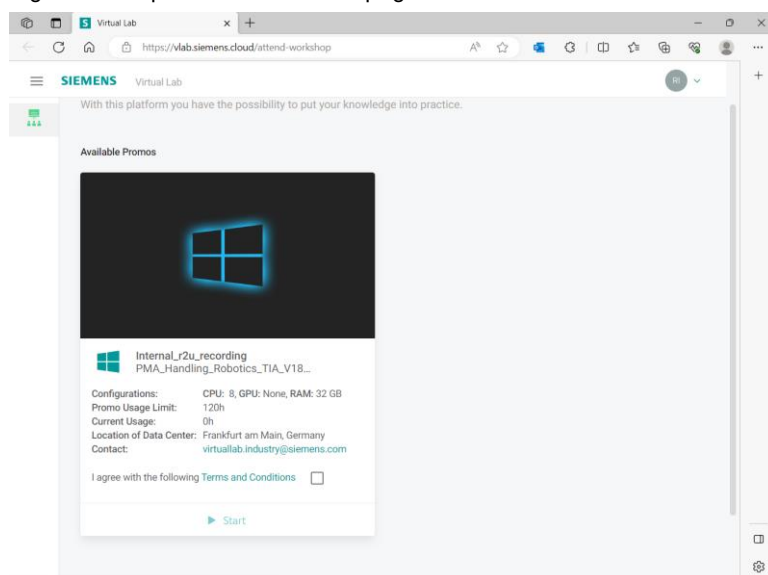 Virtual Lab
https://vlab.siemens.cloud/attend-workshop
SIEMENS Virtual Lab
RI
With this platform you have the possibility to put your knowledge into practice.
Available Promos
Internal_r2u_recording
PMA_Handling_Robotics_TIA_V18...
Configurations: CPU: 8, GPU: None, RAM: 32 GB
Promo Usage Limit: 120h
Current Usage: 0h
Location of Data Center: Frankfurt am Main, Germany
Contact: virtuallab.industry@siemens.com
I agree with the following Terms and Conditions
Start